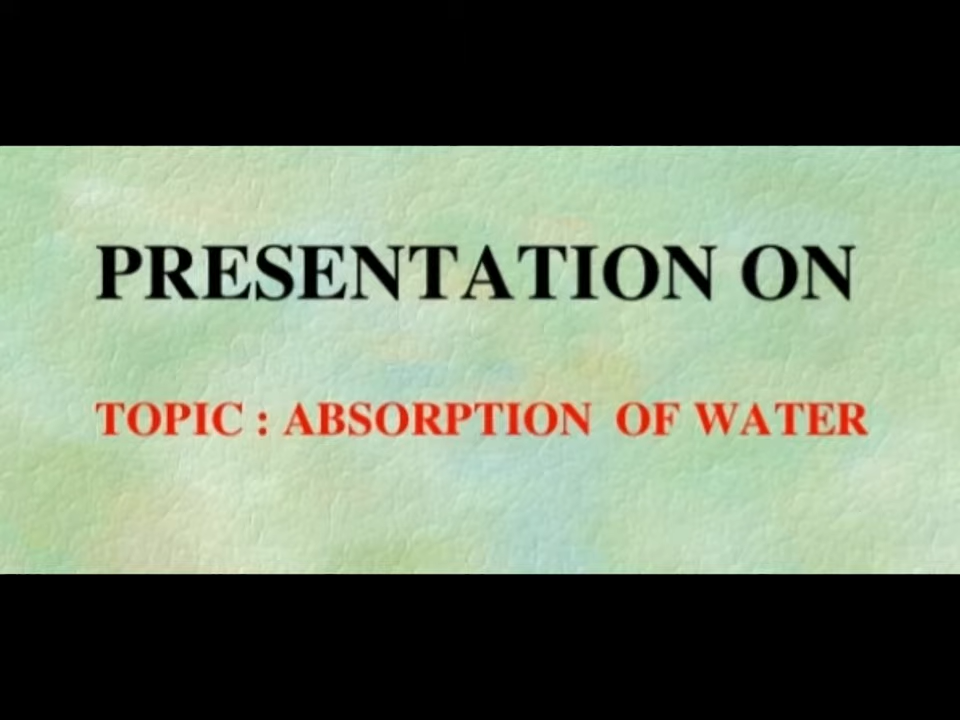 PRESENTATION ON
TOPIC : ABSORPTION OF WATER